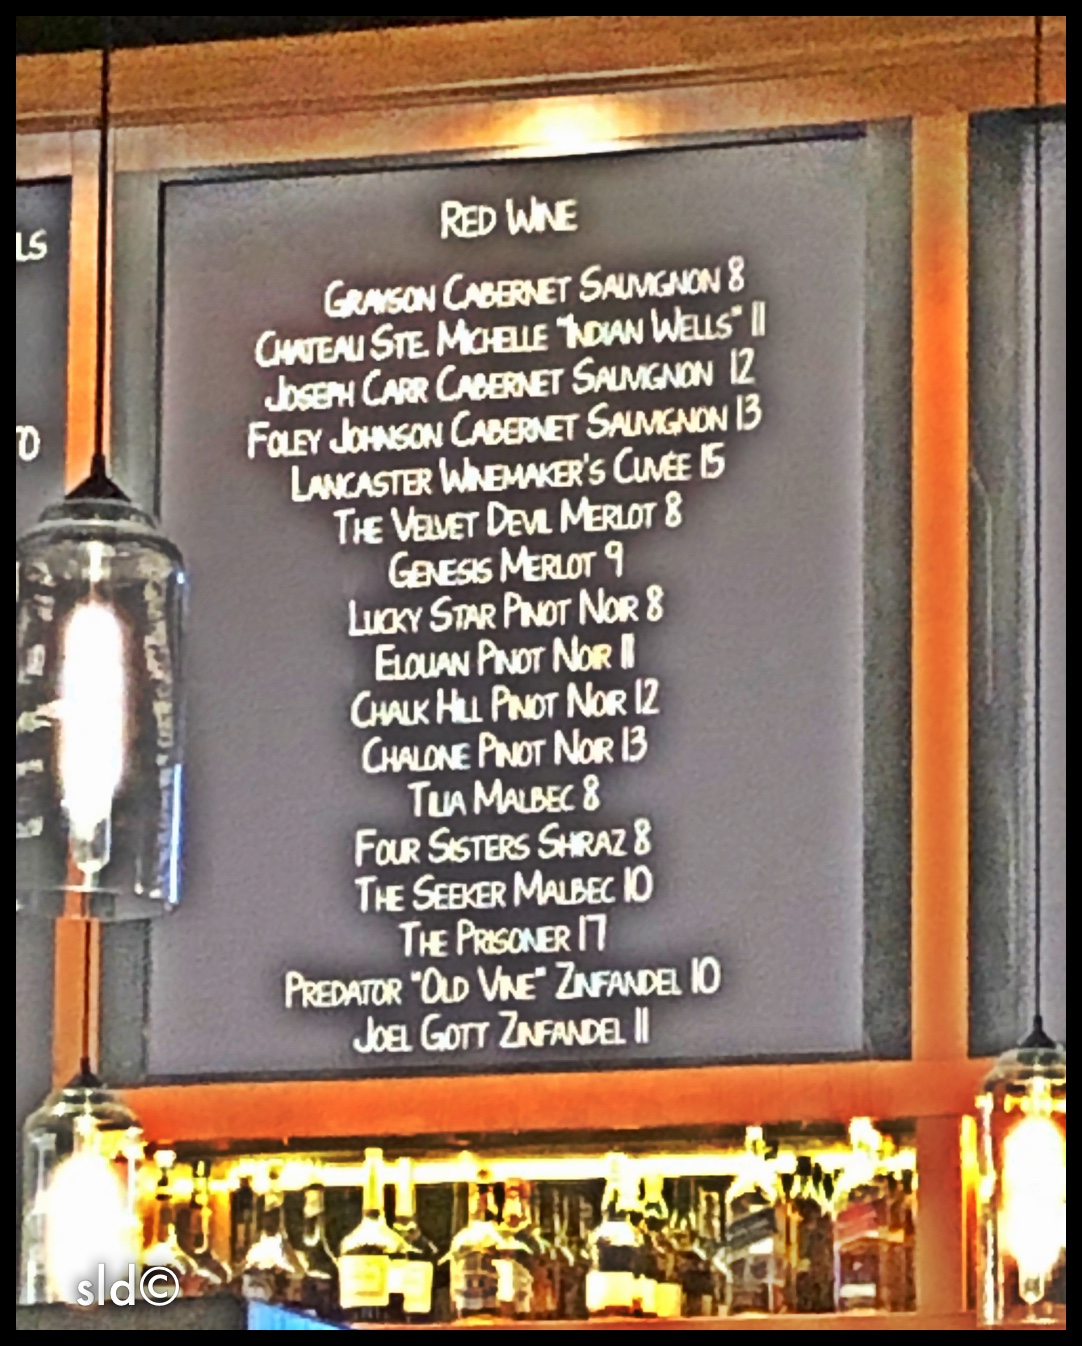 LS
TO
RED WINE
GRAYSON CABERNET SAUVIGNON 8
CHATEAU STE. MICHELLE "INDIAN WELLS" 11
JOSEPH CARR CABERNET SAUVIGNON 12
FOLEY JOHNSON CABERNET SAUVIGNON 13
LANCASTER WINEMAKER'S CUVÉE 15
THE VELVET DEVIL MERLOT 8
GENESIS MERLOT 9
LUCKY STAR PINOT NOIR 8
ELOUAN PINOT NOIR 11
CHALK HILL PINOT NOIR 12
CHALONE PINOT NOIR 13
TILIA MALBEC 8
FOUR SISTERS SHIRAZ 8
THE SEEKER MALBEC 10
THE PRISONER 17
PREDATOR "OLD VINE" ZINFANDEL 10
JOEL GOTT ZINFANDEL 11
sld©